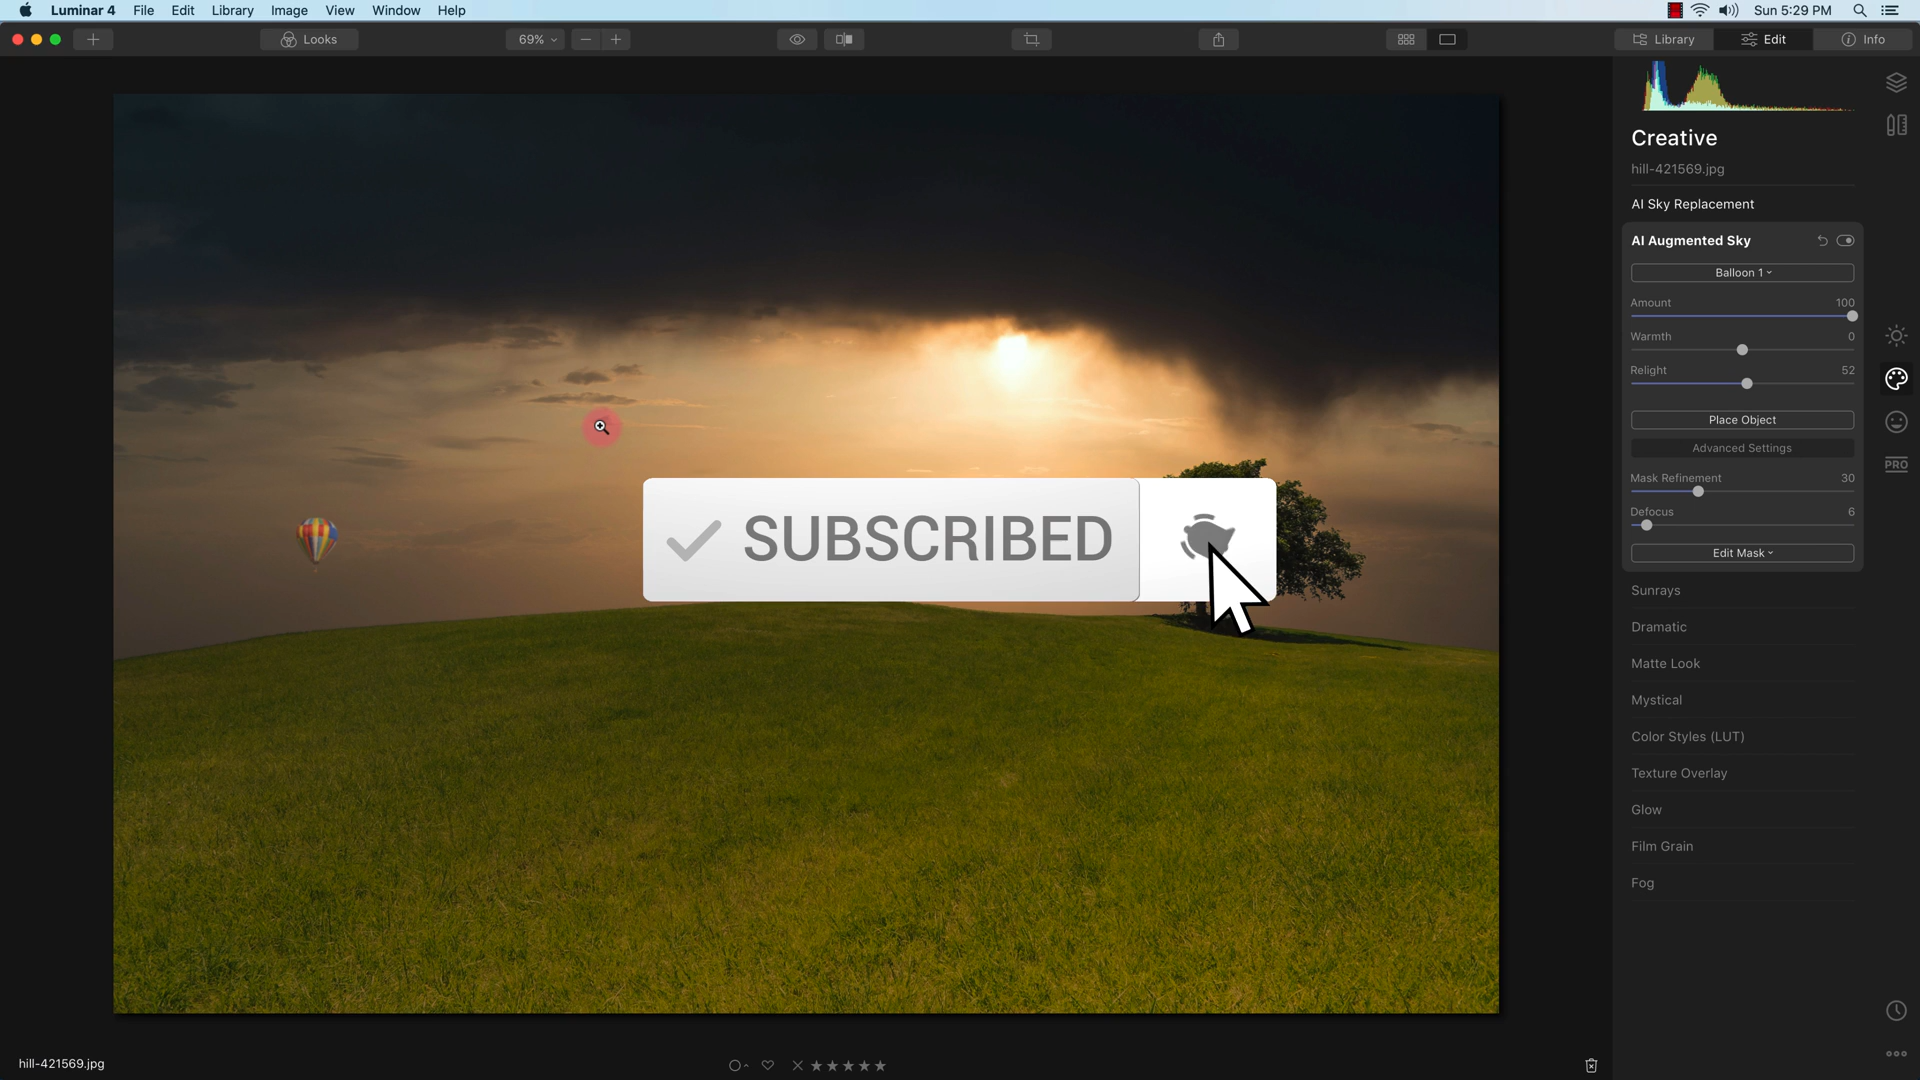 Luminar 4 File Edit Library Image View Window Help Sun 5:29 PM
Looks 69% Library Edit Info
Creative
hill-421569.jpg
AI Sky Replacement
AI Augmented Sky
Balloon 1
Amount 100
Warmth 0
Relight 52
Place Object
Advanced Settings
Mask Refinement 30
Defocus 6
Edit Mask
Sunrays
Dramatic
Matte Look
Mystical
Color Styles (LUT)
Texture Overlay
Glow
Film Grain
Fog
PRO
SUBSCRIBED
hill-421569.jpg